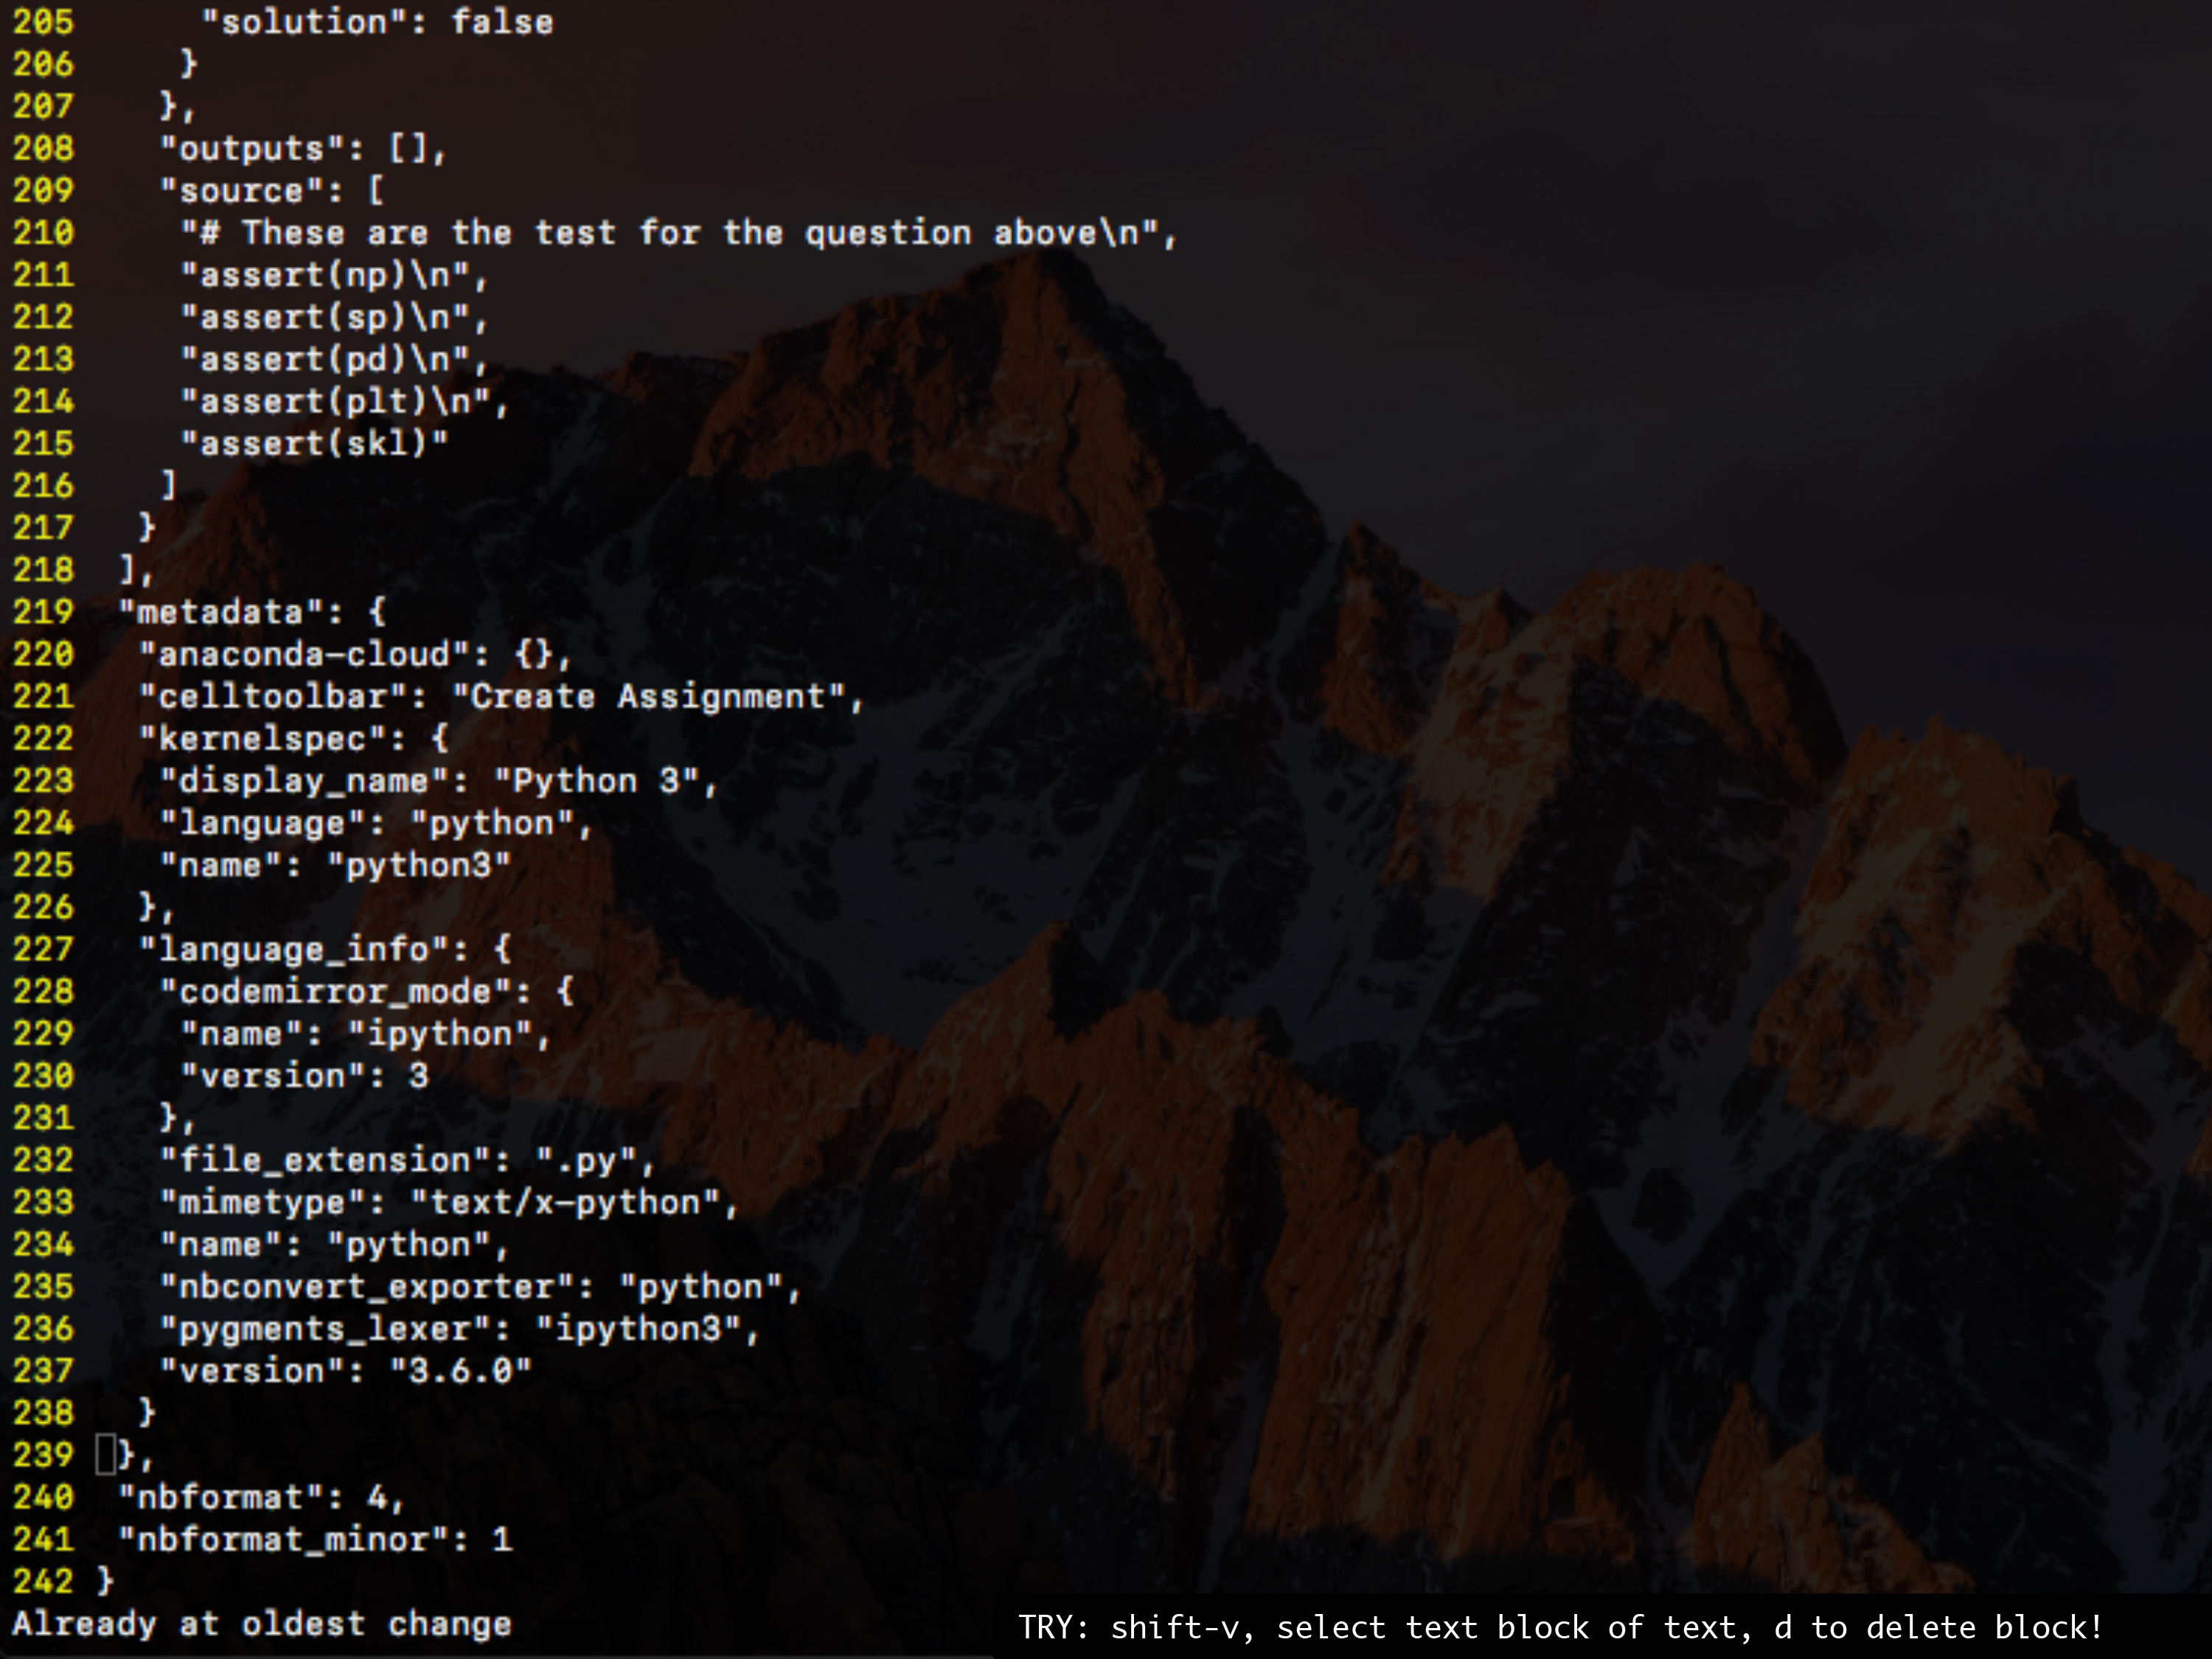 205      "solution": false
206     }
207    },
208    "outputs": [],
209    "source": [
210     "# These are the test for the question above\n",
211     "assert(np)\n",
212     "assert(sp)\n",
213     "assert(pd)\n",
214     "assert(plt)\n",
215     "assert(skl)"
216    ]
217   }
218  ],
219  "metadata": {
220   "anaconda-cloud": {},
221   "celltoolbar": "Create Assignment",
222   "kernelspec": {
223    "display_name": "Python 3",
224    "language": "python",
225    "name": "python3"
226   },
227   "language_info": {
228    "codemirror_mode": {
229     "name": "ipython",
230     "version": 3
231    },
232    "file_extension": ".py",
233    "mimetype": "text/x-python",
234    "name": "python",
235    "nbconvert_exporter": "python",
236    "pygments_lexer": "ipython3",
237    "version": "3.6.0"
238   }
239  },
240  "nbformat": 4,
241  "nbformat_minor": 1
242 }
Already at oldest change
TRY: shift-v, select text block of text, d to delete block!